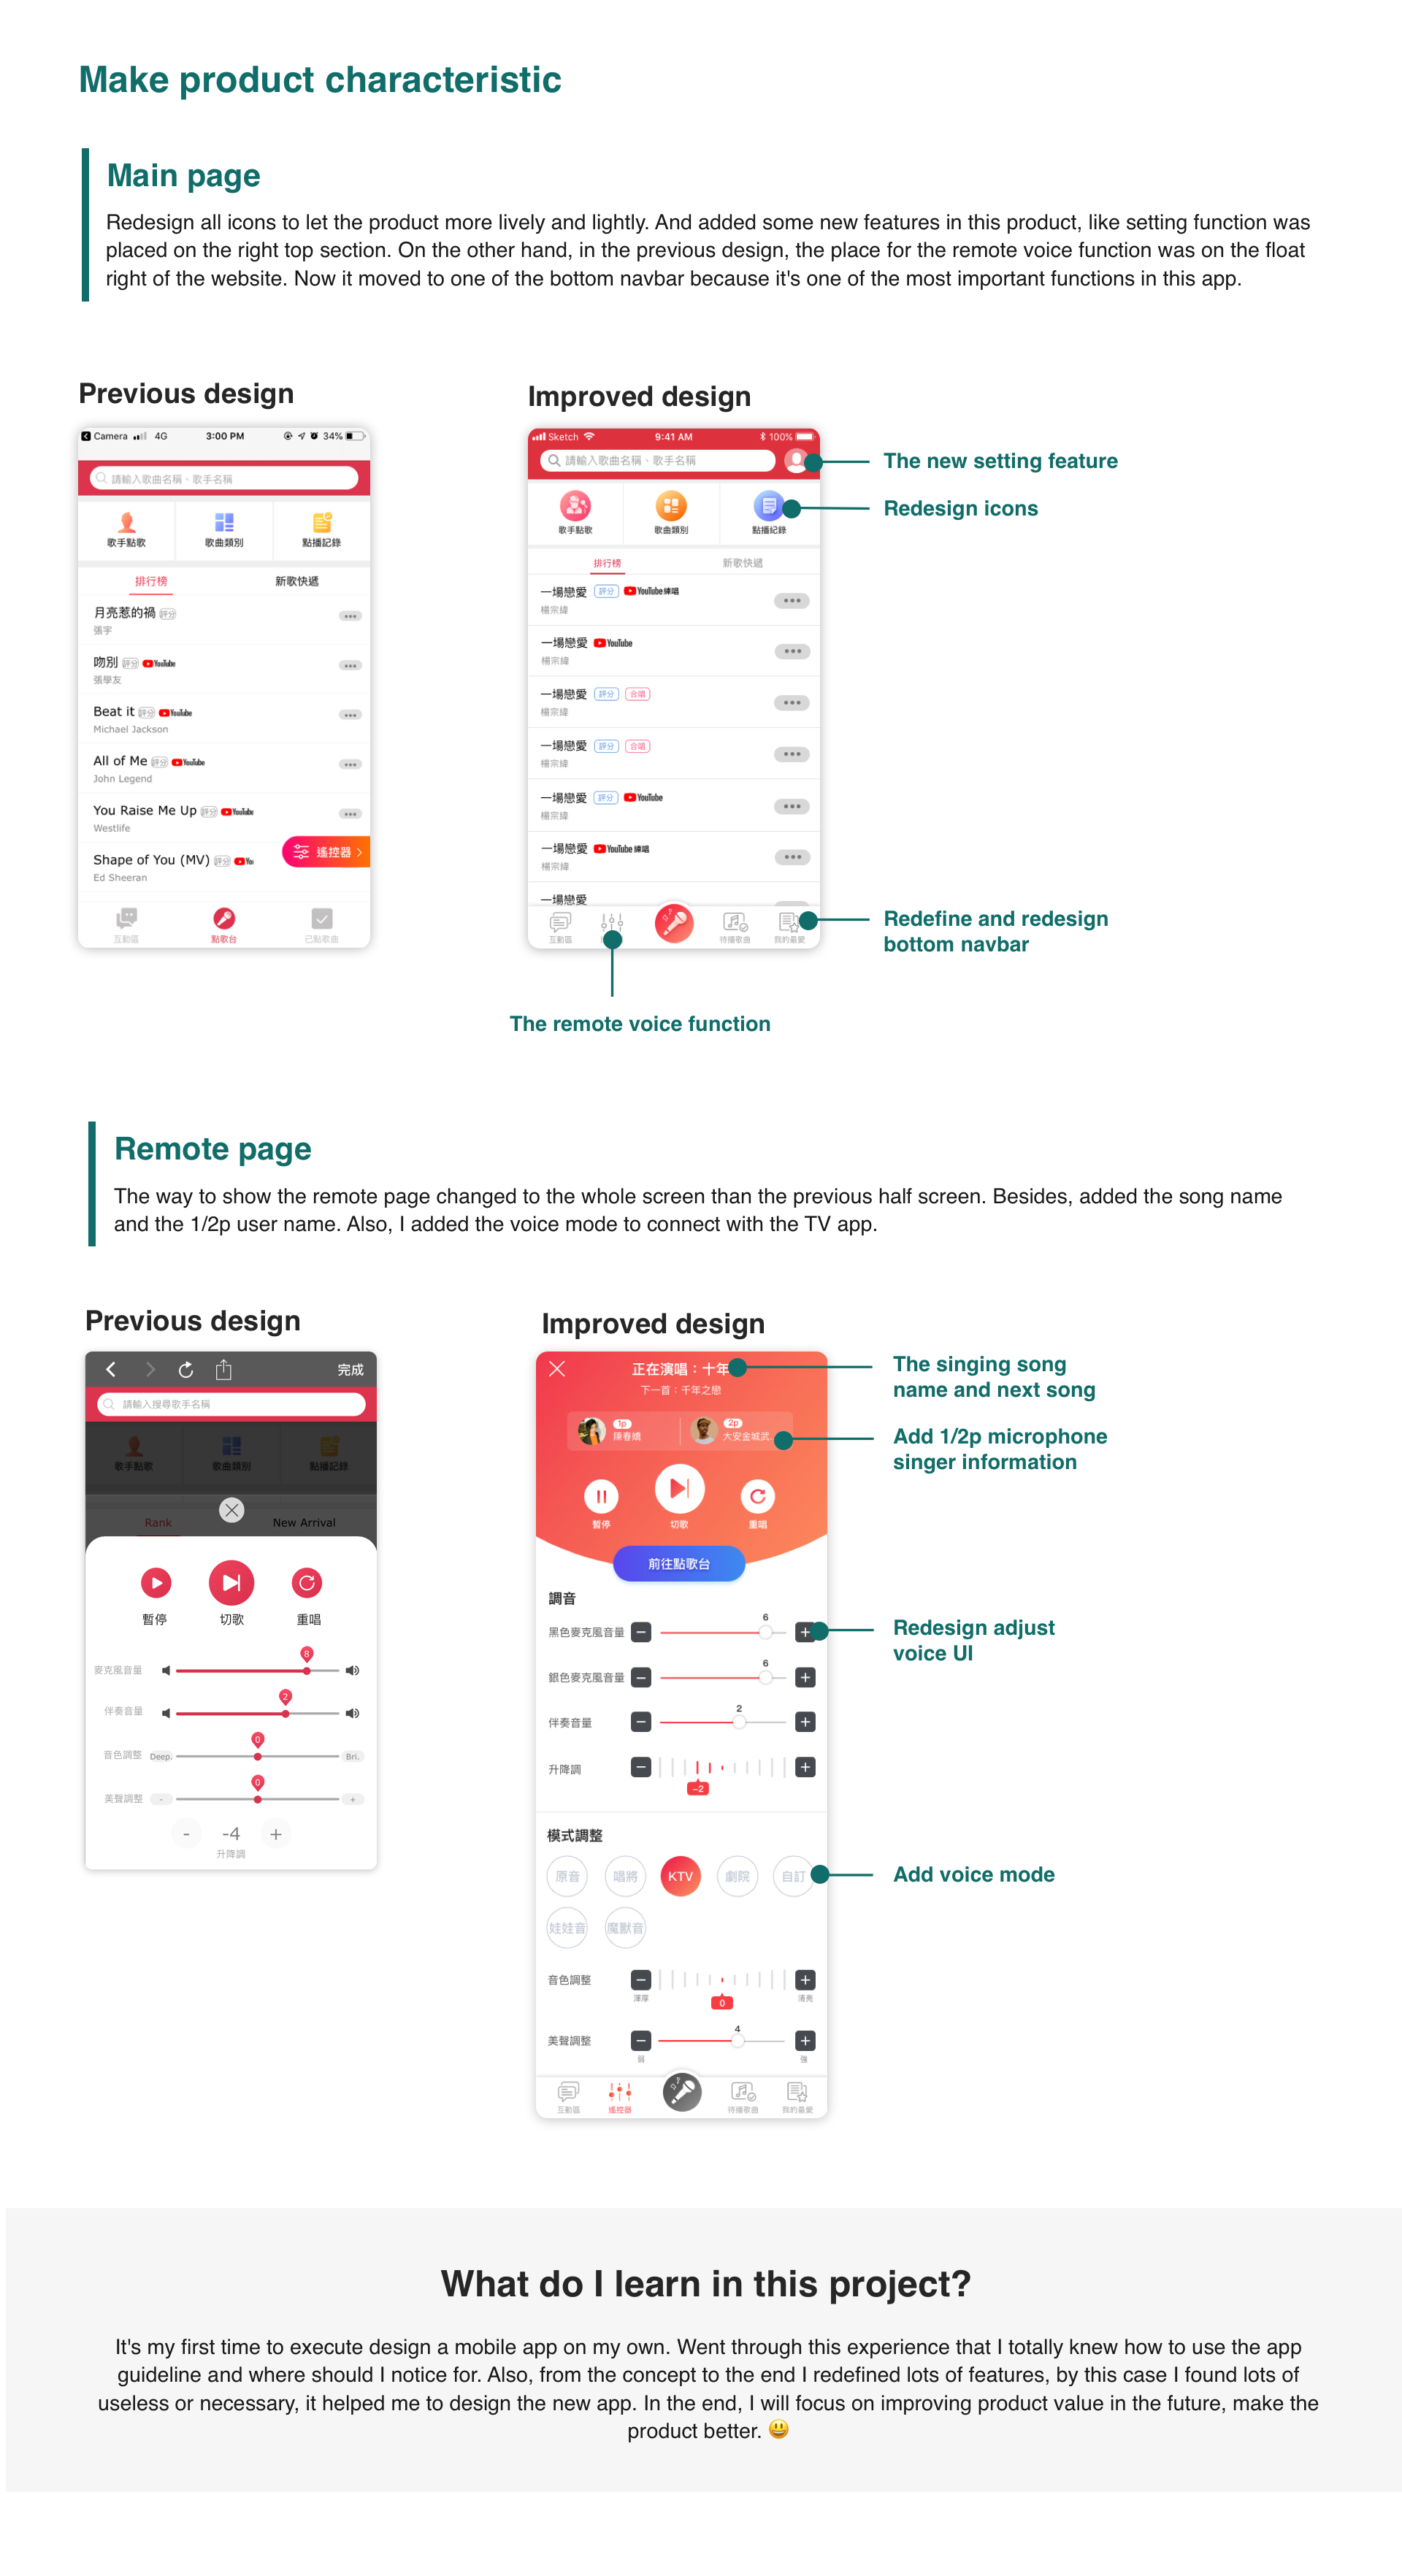 Make product characteristic
Main page
Redesign all icons to let the product more lively and lightly. And added some new features in this product, like setting function was
placed on the right top section. On the other hand, in the previous design, the place for the remote voice function was on the float
right of the website. Now it moved to one of the bottom navbar because it's one of the most important functions in this app.
Previous design
Camera 4G 3:00 PM 34%
請輸入歌曲名稱、歌手名稱
歌手點歌 歌曲類別 點播記錄
排行榜 新歌快遞
月亮惹的禍 評分
張宇
吻別 評分 YouTube
張學友
Beat it 評分 YouTube
Michael Jackson
All of Me 評分 YouTube
John Legend
You Raise Me Up 評分 YouTube
Westlife
Shape of You (MV) 評分 You
Ed Sheeran
遙控器
互動區 點歌台 已點歌曲
Improved design
Sketch 9:41 AM 100%
請輸入歌曲名稱、歌手名稱
歌手點歌 歌曲類別 點播紀錄
排行榜 新歌快遞
一場戀愛 評分 YouTube 練唱
楊宗緯
一場戀愛 YouTube
楊宗緯
一場戀愛 評分 合唱
楊宗緯
一場戀愛 評分 合唱
楊宗緯
一場戀愛 評分 YouTube
楊宗緯
一場戀愛 YouTube 練唱
楊宗緯
一場戀愛
互動區 待播歌曲 我的最愛
The new setting feature
Redesign icons
Redefine and redesign
bottom navbar
The remote voice function
Remote page
The way to show the remote page changed to the whole screen than the previous half screen. Besides, added the song name
and the 1/2p user name. Also, I added the voice mode to connect with the TV app.
Previous design
完成
請輸入搜尋歌手名稱
歌手點歌 歌曲類別 點播記錄
Rank New Arrival
暫停 切歌 重唱
8
麥克風音量
2
伴奏音量
0
音色調整 Deep. Bri.
0
美聲調整 - +
- -4 +
升降調
Improved design
正在演唱：十年
下一首：千年之戀
1p 2p
陳春嬌 大安金城武
暫停 切歌 重唱
前往點歌台
調音
6
黑色麥克風音量
6
銀色麥克風音量
2
伴奏音量
升降調
-2
模式調整
原音 唱將 KTV 劇院 自訂
娃娃音 魔獸音
音色調整
渾厚 0 清亮
4
美聲調整
弱 強
互動區 遙控器 待播歌曲 我的最愛
The singing song
name and next song
Add 1/2p microphone
singer information
Redesign adjust
voice UI
Add voice mode
What do I learn in this project?
It's my first time to execute design a mobile app on my own. Went through this experience that I totally knew how to use the app
guideline and where should I notice for. Also, from the concept to the end I redefined lots of features, by this case I found lots of
useless or necessary, it helped me to design the new app. In the end, I will focus on improving product value in the future, make the
product better. 😃